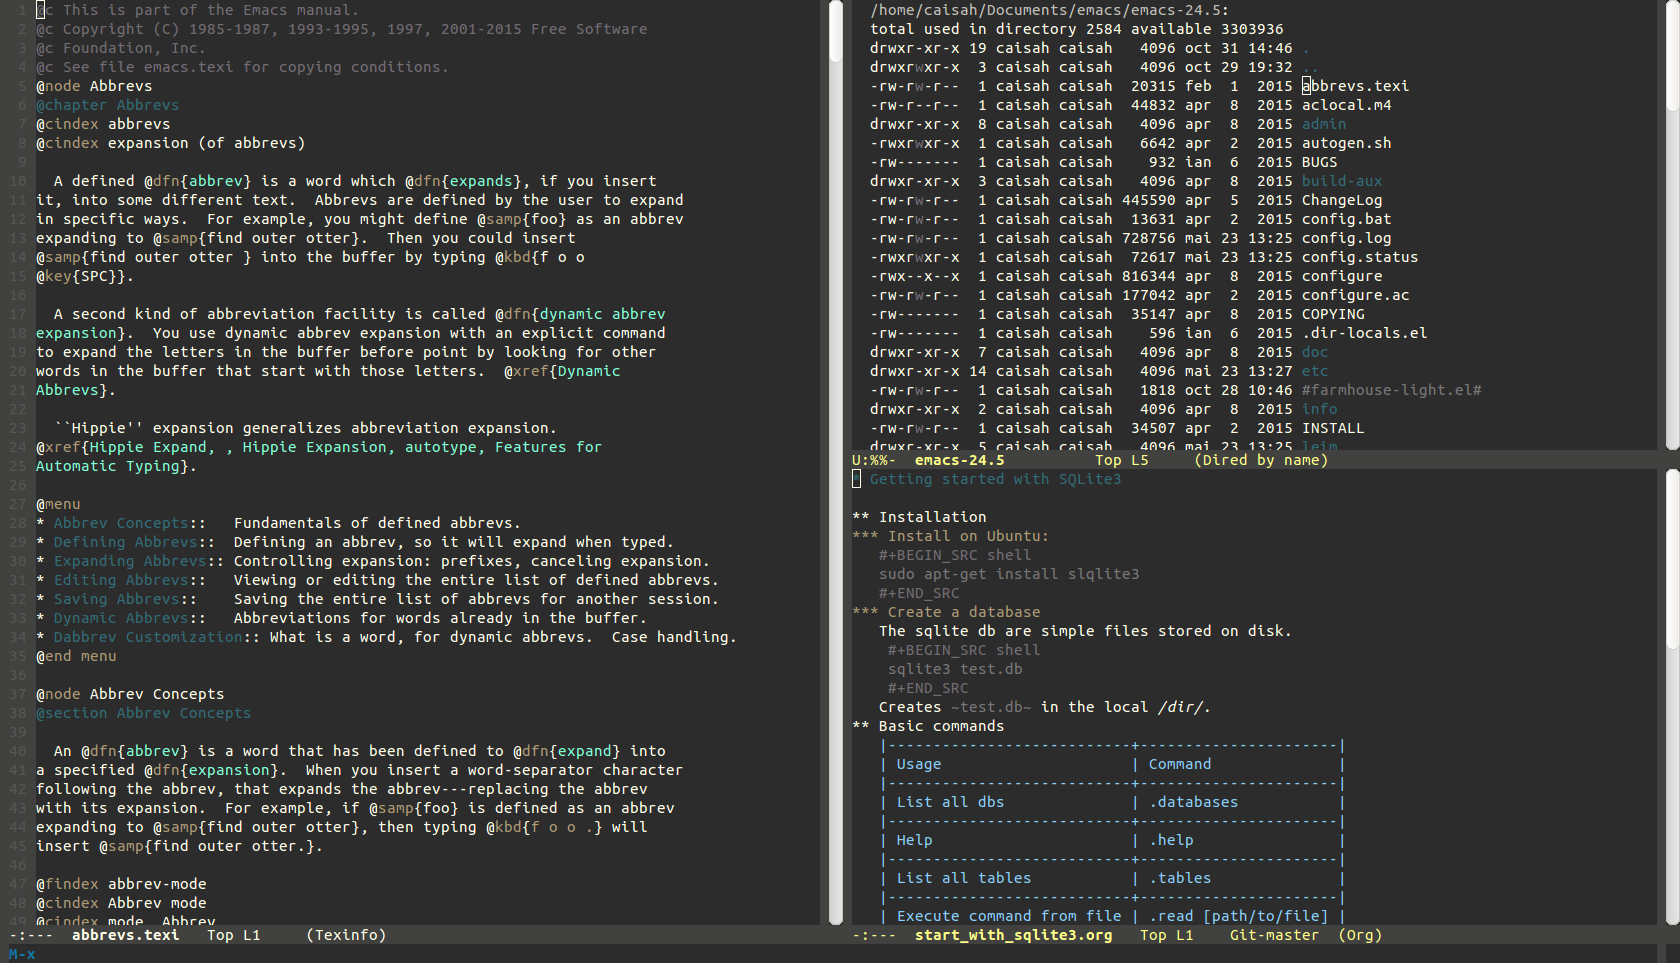 1 @c This is part of the Emacs manual.
2 @c Copyright (C) 1985-1987, 1993-1995, 1997, 2001-2015 Free Software
3 @c Foundation, Inc.
4 @c See file emacs.texi for copying conditions.
5 @node Abbrevs
6 @chapter Abbrevs
7 @cindex abbrevs
8 @cindex expansion (of abbrevs)
9
10   A defined @dfn{abbrev} is a word which @dfn{expands}, if you insert
11 it, into some different text.  Abbrevs are defined by the user to expand
12 in specific ways.  For example, you might define @samp{foo} as an abbrev
13 expanding to @samp{find outer otter}.  Then you could insert
14 @samp{find outer otter } into the buffer by typing @kbd{f o o
15 @key{SPC}}.
16
17   A second kind of abbreviation facility is called @dfn{dynamic abbrev
18 expansion}.  You use dynamic abbrev expansion with an explicit command
19 to expand the letters in the buffer before point by looking for other
20 words in the buffer that start with those letters.  @xref{Dynamic
21 Abbrevs}.
22
23   ``Hippie'' expansion generalizes abbreviation expansion.
24 @xref{Hippie Expand, , Hippie Expansion, autotype, Features for
25 Automatic Typing}.
26
27 @menu
28 * Abbrev Concepts::   Fundamentals of defined abbrevs.
29 * Defining Abbrevs::  Defining an abbrev, so it will expand when typed.
30 * Expanding Abbrevs:: Controlling expansion: prefixes, canceling expansion.
31 * Editing Abbrevs::   Viewing or editing the entire list of defined abbrevs.
32 * Saving Abbrevs::    Saving the entire list of abbrevs for another session.
33 * Dynamic Abbrevs::   Abbreviations for words already in the buffer.
34 * Dabbrev Customization:: What is a word, for dynamic abbrevs.  Case handling.
35 @end menu
36
37 @node Abbrev Concepts
38 @section Abbrev Concepts
39
40   An @dfn{abbrev} is a word that has been defined to @dfn{expand} into
41 a specified @dfn{expansion}.  When you insert a word-separator character
42 following the abbrev, that expands the abbrev---replacing the abbrev
43 with its expansion.  For example, if @samp{foo} is defined as an abbrev
44 expanding to @samp{find outer otter}, then typing @kbd{f o o .} will
45 insert @samp{find outer otter.}.
46
47 @findex abbrev-mode
48 @cindex Abbrev mode
49 @cindex mode, Abbrev
-:---  abbrevs.texi   Top L1     (Texinfo)
M-x
/home/caisah/Documents/emacs/emacs-24.5:
total used in directory 2584 available 3303936
drwxr-xr-x 19 caisah caisah   4096 oct 31 14:46 .
drwxrwxr-x  3 caisah caisah   4096 oct 29 19:32 ..
-rw-rw-r--  1 caisah caisah  20315 feb  1  2015 abbrevs.texi
-rw-r--r--  1 caisah caisah  44832 apr  8  2015 aclocal.m4
drwxr-xr-x  8 caisah caisah   4096 apr  8  2015 admin
-rwxrwxr-x  1 caisah caisah   6642 apr  2  2015 autogen.sh
-rw-------  1 caisah caisah    932 ian  6  2015 BUGS
drwxr-xr-x  3 caisah caisah   4096 apr  8  2015 build-aux
-rw-rw-r--  1 caisah caisah 445590 apr  5  2015 ChangeLog
-rw-rw-r--  1 caisah caisah  13631 apr  2  2015 config.bat
-rw-rw-r--  1 caisah caisah 728756 mai 23 13:25 config.log
-rwxrwxr-x  1 caisah caisah  72617 mai 23 13:25 config.status
-rwx--x--x  1 caisah caisah 816344 apr  8  2015 configure
-rw-rw-r--  1 caisah caisah 177042 apr  2  2015 configure.ac
-rw-------  1 caisah caisah  35147 apr  8  2015 COPYING
-rw-------  1 caisah caisah    596 ian  6  2015 .dir-locals.el
drwxr-xr-x  7 caisah caisah   4096 apr  8  2015 doc
drwxr-xr-x 14 caisah caisah   4096 mai 23 13:27 etc
-rw-rw-r--  1 caisah caisah   1818 oct 28 10:46 #farmhouse-light.el#
drwxr-xr-x  2 caisah caisah   4096 apr  8  2015 info
-rw-rw-r--  1 caisah caisah  34507 apr  2  2015 INSTALL
drwxr-xr-x  5 caisah caisah   4096 mai 23 13:25 leim
U:%%-  emacs-24.5          Top L5     (Dired by name)
* Getting started with SQLite3

** Installation
*** Install on Ubuntu:
   #+BEGIN_SRC shell
   sudo apt-get install slqlite3
   #+END_SRC
*** Create a database
   The sqlite db are simple files stored on disk.
    #+BEGIN_SRC shell
    sqlite3 test.db
    #+END_SRC
   Creates ~test.db~ in the local /dir/.
** Basic commands
   |---------------------------+----------------------|
   | Usage                     | Command              |
   |---------------------------+----------------------|
   | List all dbs              | .databases           |
   |---------------------------+----------------------|
   | Help                      | .help                |
   |---------------------------+----------------------|
   | List all tables           | .tables              |
   |---------------------------+----------------------|
   | Execute command from file | .read [path/to/file] |
-:---  start_with_sqlite3.org   Top L1    Git-master  (Org)